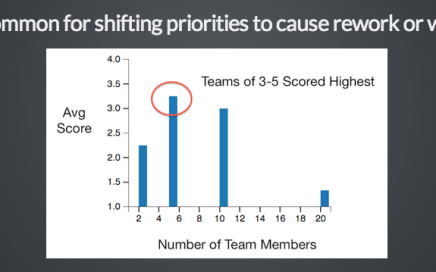 ommon for shifting priorities to cause rework or
4.0
3.5
3.0
2.5
2.0
1.5
1.0
Teams of 3-5 Scored Highest
Avg
Score
2 4 6 8 10 12 14 16 18 20
Number of Team Members